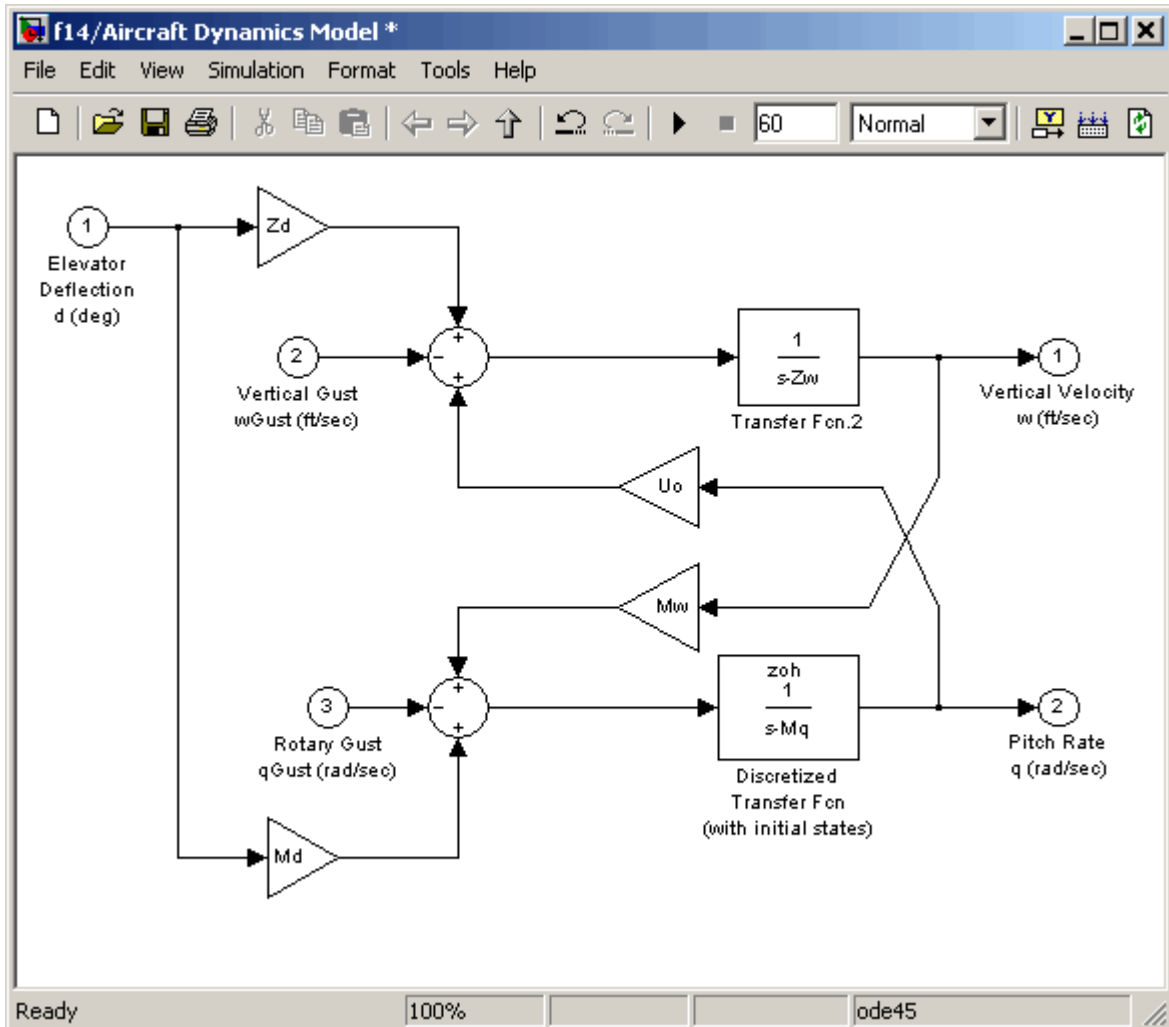 f14/Aircraft Dynamics Model *
File Edit View Simulation Format Tools Help
60 Normal
1
Elevator
Deflection
d (deg)
Zd
+
-
+
2
Vertical Gust
wGust (ft/sec)
1
s-Zw
Transfer Fcn.2
1
Vertical Velocity
w (ft/sec)
Uo
Mw
+
-
+
3
Rotary Gust
qGust (rad/sec)
zoh
1
s-Mq
Discretized
Transfer Fcn
(with initial states)
2
Pitch Rate
q (rad/sec)
Md
Ready 100% ode45